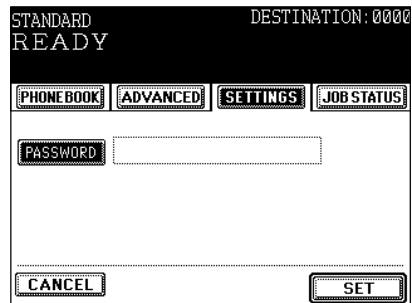 STANDARD DESTINATION:0000
READY
PHONE BOOK ADVANCED SETTINGS JOB STATUS
PASSWORD
CANCEL SET